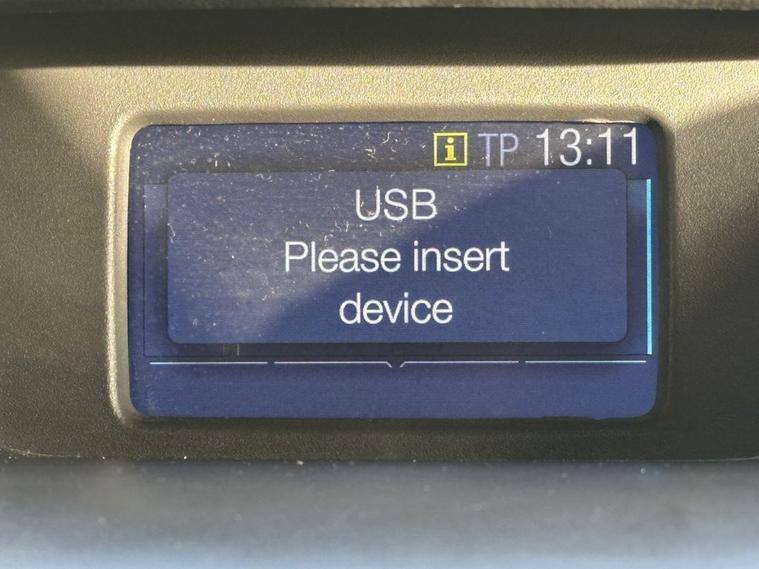 i TP 13:11
USB
Please insert
device